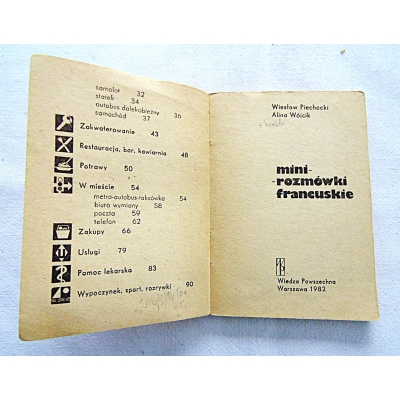 samolot 32
statek 34
autobus dalekobieżny 36
samochód 37
Zakwaterowanie 43
Restauracja, bar, kawiarnia 48
Potrawy 50
W mieście 54
metro-autobus-taksówka 54
biuro wymiany 58
poczta 59
telefon 62
Zakupy 66
Usługi 79
Pomoc lekarska 83
Wypoczynek, sport, rozrywki 90
Wiesław Piechocki
Alina Wójcik
mini-
-rozmówki
francuskie
WP
Wiedza Powszechna
Warszawa 1982